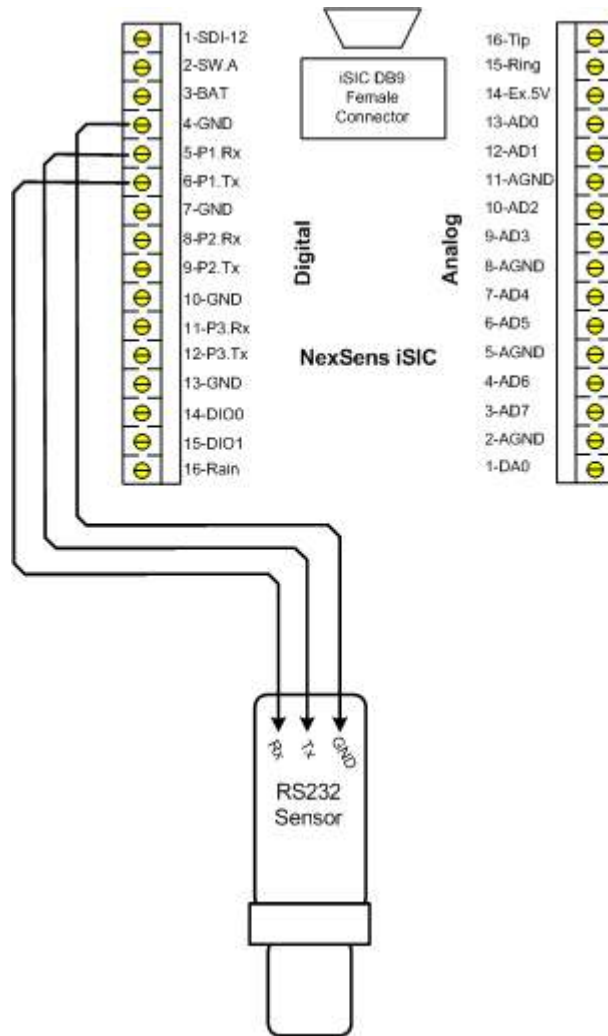 1-SDI-12
2-SW.A
3-BAT
4-GND
5-P1.Rx
6-P1.Tx
7-GND
8-P2.Rx
9-P2.Tx
10-GND
11-P3.Rx
12-P3.Tx
13-GND
14-DIO0
15-DIO1
16-Rain
iSIC DB9
Female
Connector
Digital
Analog
NexSens iSIC
16-Tip
15-Ring
14-Ex.5V
13-AD0
12-AD1
11-AGND
10-AD2
9-AD3
8-AGND
7-AD4
6-AD5
5-AGND
4-AD6
3-AD7
2-AGND
1-DA0
Rx
Tx
GND
RS232
Sensor